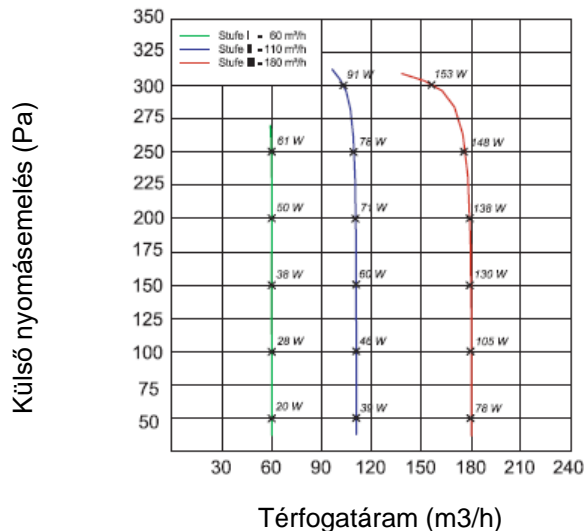 350
325
300
275
250
225
200
175
150
125
100
75
50
Külső nyomásemelés (Pa)
Stufe I - 60 m³/h
Stufe II - 110 m³/h
Stufe III - 180 m³/h
91 W
153 W
61 W
78 W
148 W
50 W
71 W
138 W
38 W
60 W
130 W
28 W
46 W
105 W
20 W
39 W
78 W
30 60 90 120 150 180 210 240
Térfogatáram (m3/h)